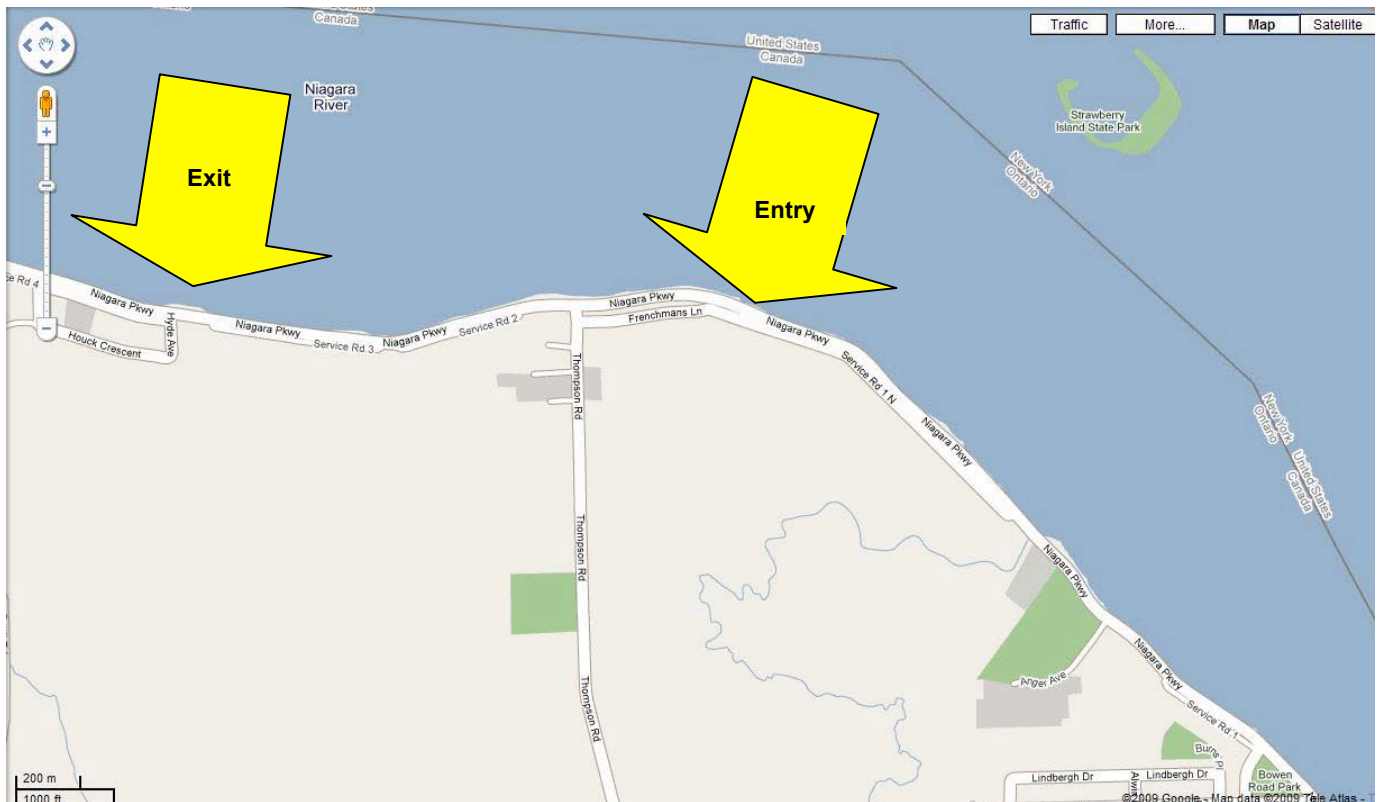 Canada
United States
Canada
Traffic
More...
Map
Satellite
Niagara
River
Strawberry
Island State Park
New York
Ontario
Exit
Entry
Rd 4
Niagara Pkwy
Hyde Ave
Houck Crescent
Niagara Pkwy
Service Rd 3
Niagara Pkwy
Service Rd 2
Niagara Pkwy
Frenchmans Ln
Niagara Pkwy
Service Rd 1 N
Niagara Pkwy
Thompson Rd
Thompson Rd
Thompson Rd
New York
Ontario
United States
Canada
Niagara Pkwy
Anger Ave
Niagara Pkwy
Service Rd 1
Burns Pl
Lindbergh Dr
Lindbergh Dr
Bowen
Road Park
200 m
1000 ft
©2009 Google - Map data ©2009 Tele Atlas -